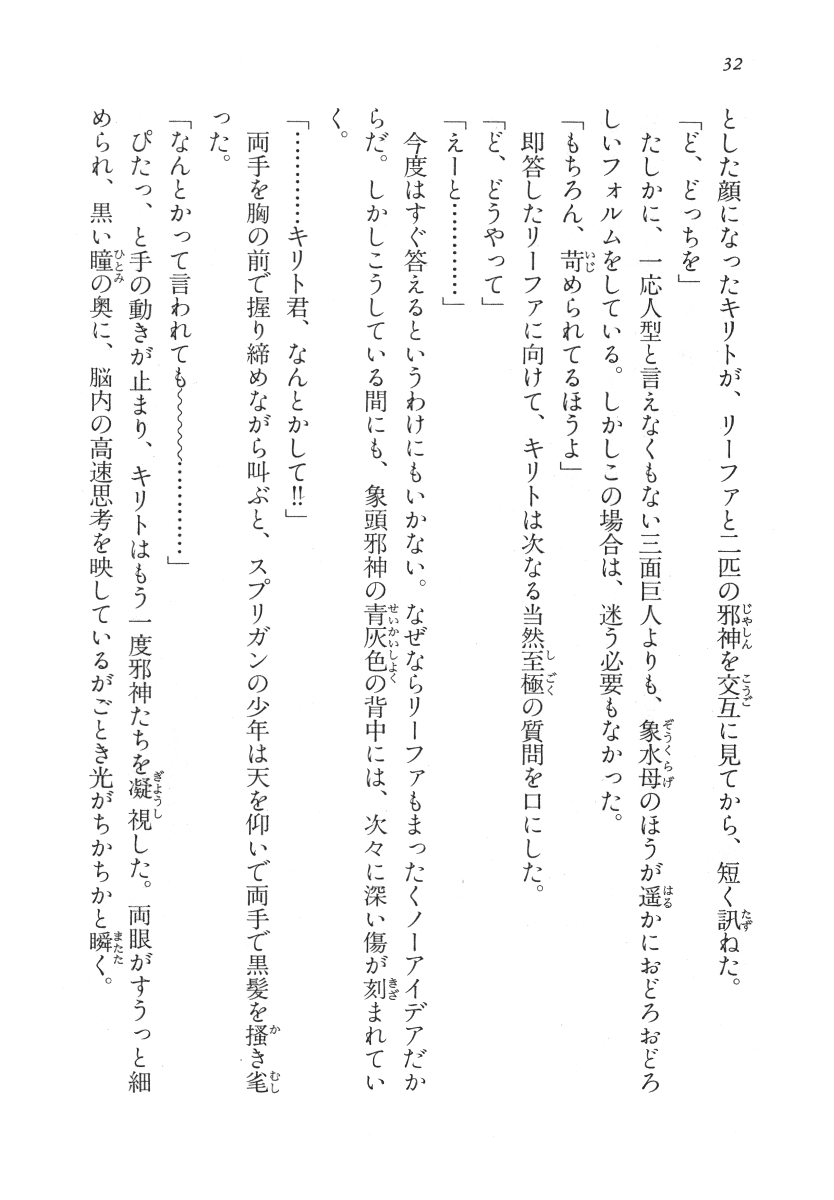 32
とした顔になったキリトが、リーファと二匹の邪神を交互に見てから、短く訊ねた。
「ど、どっちを」
たしかに、一応人型と言えなくもない三面巨人よりも、象水母のほうが遥かにおどろおどろ
しいフォルムをしている。しかしこの場合は、迷う必要もなかった。
「もちろん、苛められてるほうよ」
即答したリーファに向けて、キリトは次なる当然至極の質問を口にした。
「ど、どうやって」
「えーと…………」
今度はすぐ答えるというわけにもいかない。なぜならリーファもまったくノーアイデアだか
らだ。しかしこうしている間にも、象頭邪神の青灰色の背中には、次々に深い傷が刻まれてい
く。
「…………キリト君、なんとかして!!」
両手を胸の前で握り締めながら叫ぶと、スプリガンの少年は天を仰いで両手で黒髪を掻き毟
った。
「なんとかって言われても～～～…………」
ぴたっ、と手の動きが止まり、キリトはもう一度邪神たちを凝視した。両眼がすうっと細
められ、黒い瞳の奥に、脳内の高速思考を映しているがごとき光がちかちかと瞬く。